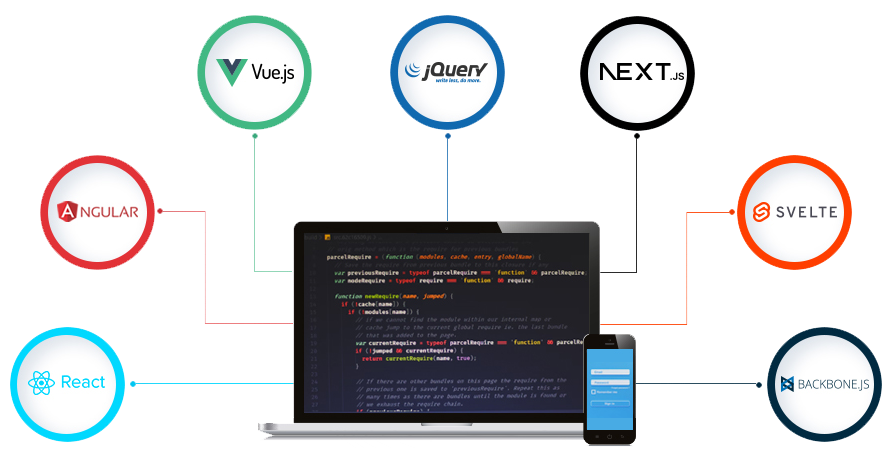 Vue.js
jQuery
write less, do more.
NEXT.JS
ANGULAR
SVELTE
React
BACKBONE.JS
parcelRequire = (function (modules, cache, entry, globalName) {
var previousRequire = typeof parcelRequire === 'function' && parcelRequire;
var nodeRequire = typeof require === 'function' && require;
function newRequire(name, jumped) {
if (!cache[name]) {
if (!modules[name]) {
// if we cannot find the module within our internal map or
// cache jump to the current global require ie. the last bundle
// that was added to the page.
var currentRequire = typeof parcelRequire === 'function' && parcelRe
if (!jumped && currentRequire) {
return currentRequire(name, true);
}
// If there are other bundles on this page the require from the
// previous one is saved to 'previousRequire'. Repeat this as
// many times as there are bundles until the module is found or
// we exhaust the require chain.
if (previousRequire) {